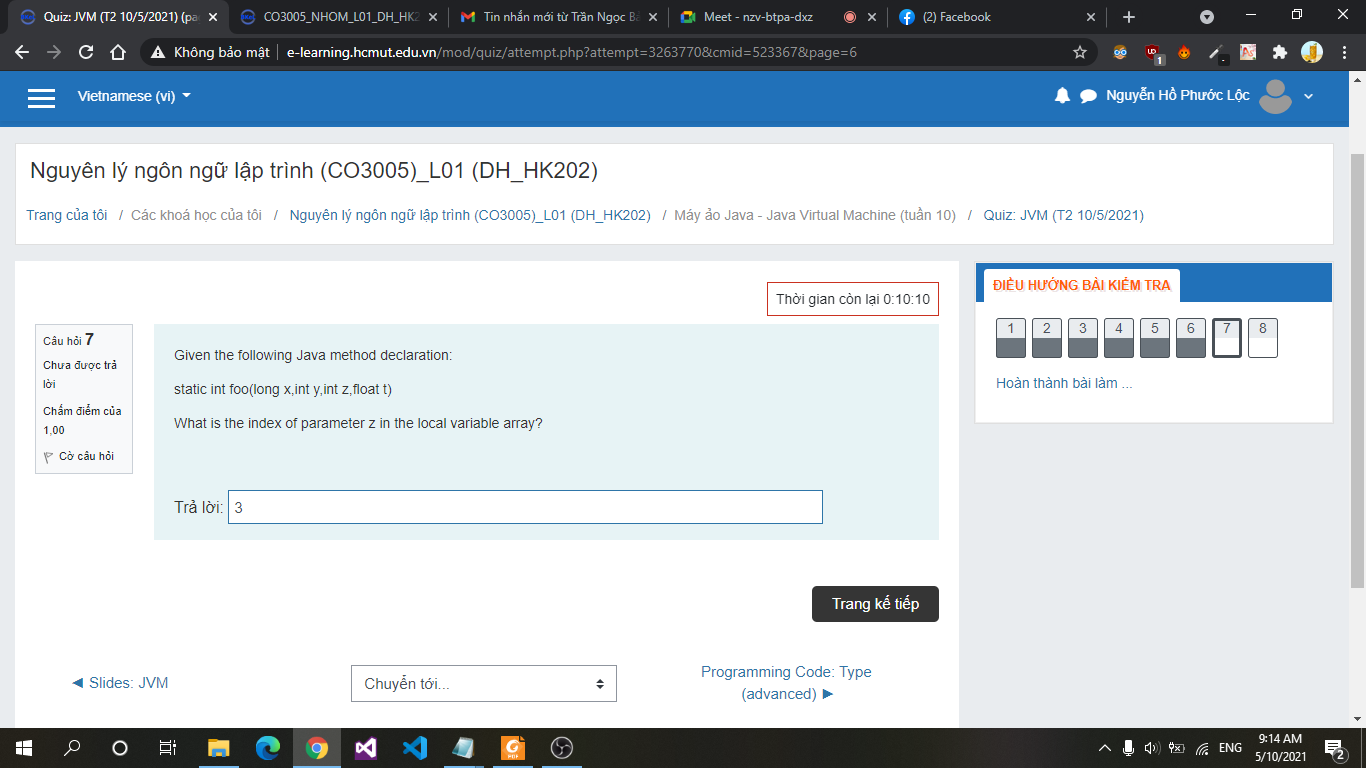 Quiz: JVM (T2 10/5/2021) (pa
CO3005_NHOM_L01_DH_HK2
Tin nhắn mới từ Trần Ngọc Bả
Meet - nzv-btpa-dxz
(2) Facebook
Không bảo mật
e-learning.hcmut.edu.vn/mod/quiz/attempt.php?attempt=3263770&cmid=523367&page=6
UD
1
Vietnamese (vi)
Nguyễn Hồ Phước Lộc
Nguyên lý ngôn ngữ lập trình (CO3005)_L01 (DH_HK202)
Trang của tôi / Các khoá học của tôi / Nguyên lý ngôn ngữ lập trình (CO3005)_L01 (DH_HK202) / Máy ảo Java - Java Virtual Machine (tuần 10) / Quiz: JVM (T2 10/5/2021)
Thời gian còn lại 0:10:10
Câu hỏi 7
Chưa được trả
lời
Chấm điểm của
1,00
Cờ câu hỏi
Given the following Java method declaration:
static int foo(long x,int y,int z,float t)
What is the index of parameter z in the local variable array?
Trả lời: 3
Trang kế tiếp
◄ Slides: JVM
Chuyển tới...
Programming Code: Type
(advanced) ►
ĐIỀU HƯỚNG BÀI KIỂM TRA
1 2 3 4 5 6 7 8
Hoàn thành bài làm ...
ENG
9:14 AM
5/10/2021
2